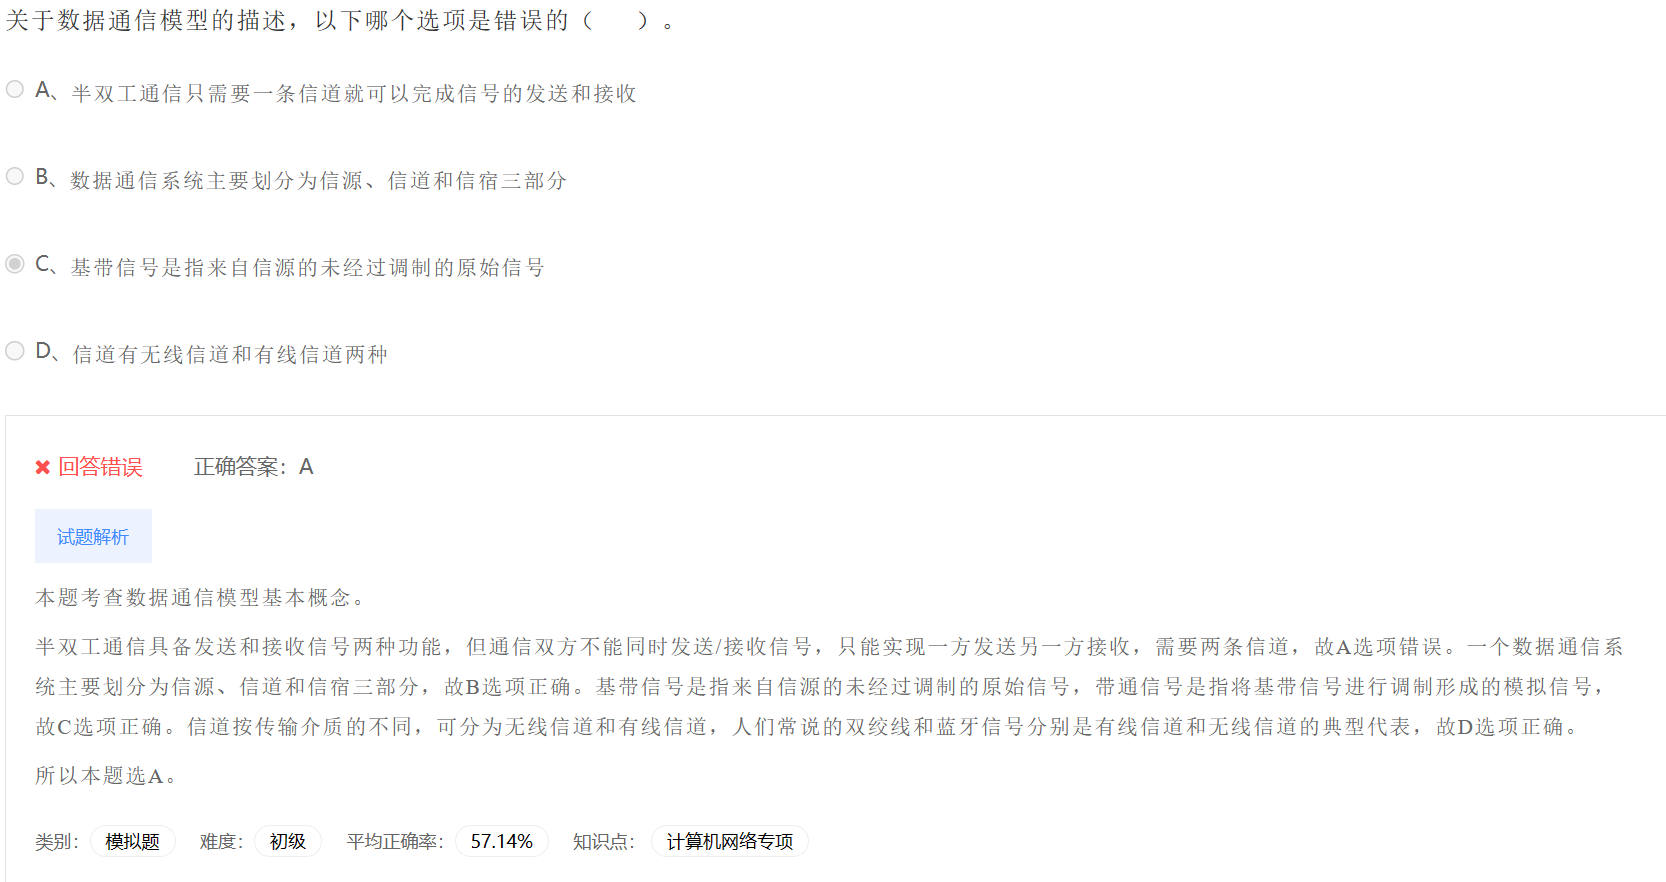 关于数据通信模型的描述，以下哪个选项是错误的（　）。
A、半双工通信只需要一条信道就可以完成信号的发送和接收
B、数据通信系统主要划分为信源、信道和信宿三部分
C、基带信号是指来自信源的未经过调制的原始信号
D、信道有无线信道和有线信道两种
回答错误 正确答案：A
试题解析
本题考查数据通信模型基本概念。
半双工通信具备发送和接收信号两种功能，但通信双方不能同时发送/接收信号，只能实现一方发送另一方接收，需要两条信道，故A选项错误。一个数据通信系
统主要划分为信源、信道和信宿三部分，故B选项正确。基带信号是指来自信源的未经过调制的原始信号，带通信号是指将基带信号进行调制形成的模拟信号，
故C选项正确。信道按传输介质的不同，可分为无线信道和有线信道，人们常说的双绞线和蓝牙信号分别是有线信道和无线信道的典型代表，故D选项正确。
所以本题选A。
类别： 模拟题 难度： 初级 平均正确率： 57.14% 知识点： 计算机网络专项